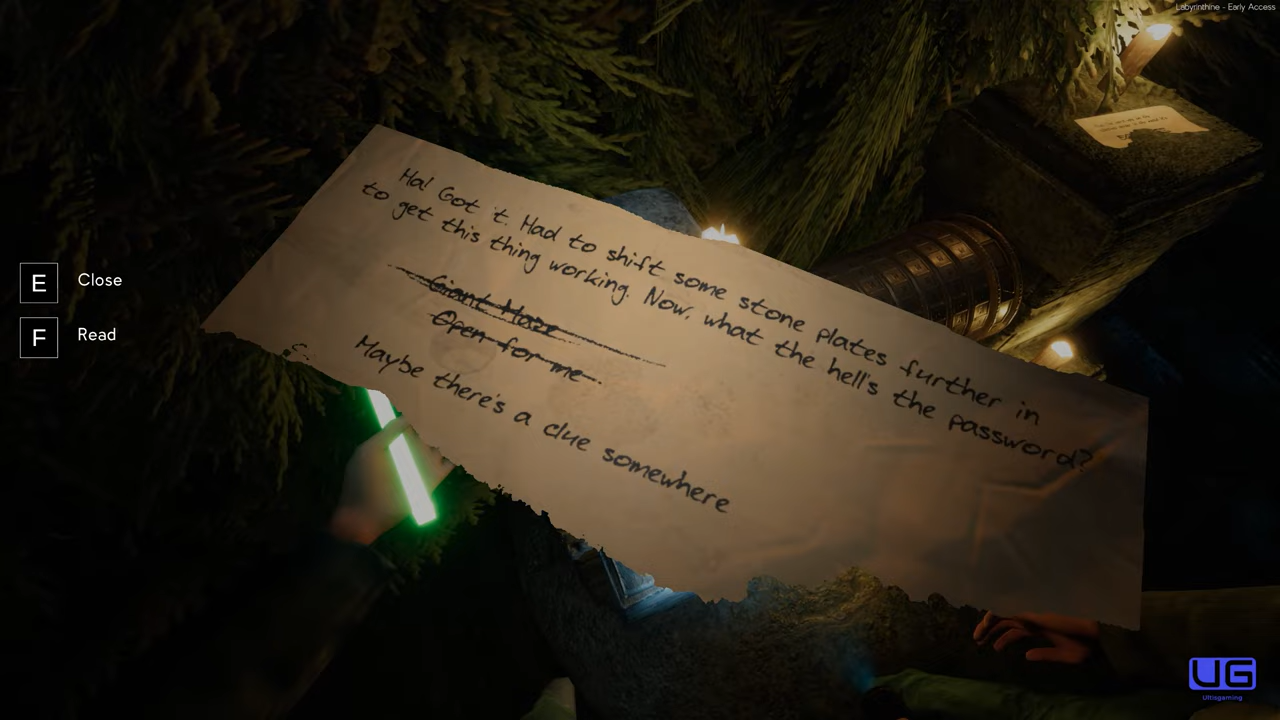 Labyrinthine - Early Access
Ha! Got it. Had to shift some stone plates further in
to get this thing working. Now, what the hell's the password?
Giant Maze
Open for me
Maybe there's a clue somewhere
E Close
F Read
UG
Ultisgaming